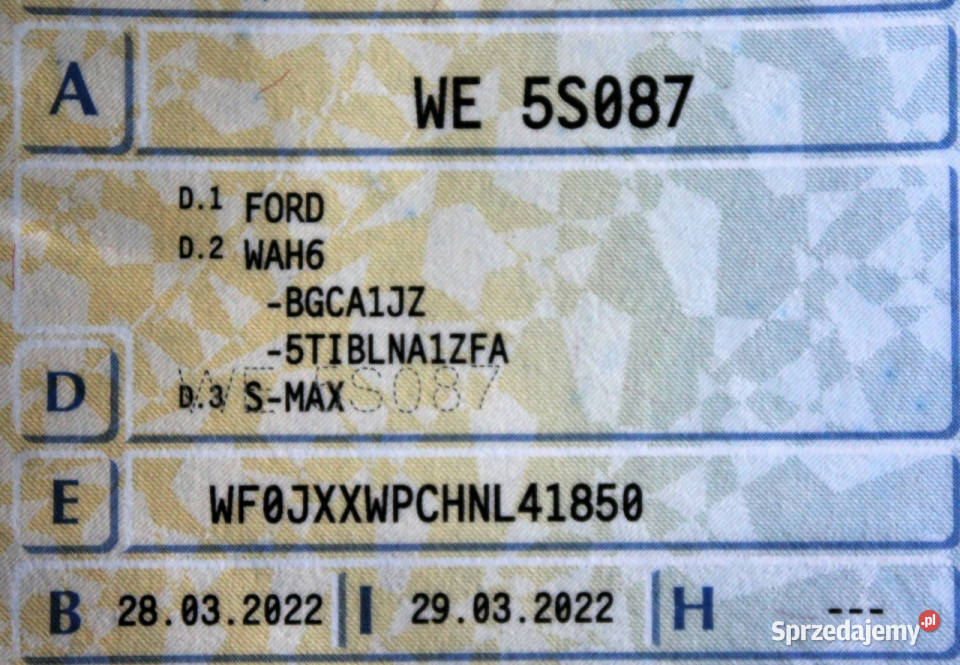 A WE 5S087
D.1 FORD
D.2 WAH6
-BGCA1JZ
-5TIBLNA1ZFA
WE 5S087
D D.3 S-MAX
E WF0JXXWPCHNL41850
B 28.03.2022 I 29.03.2022 H ---
Sprzedajemy.pl